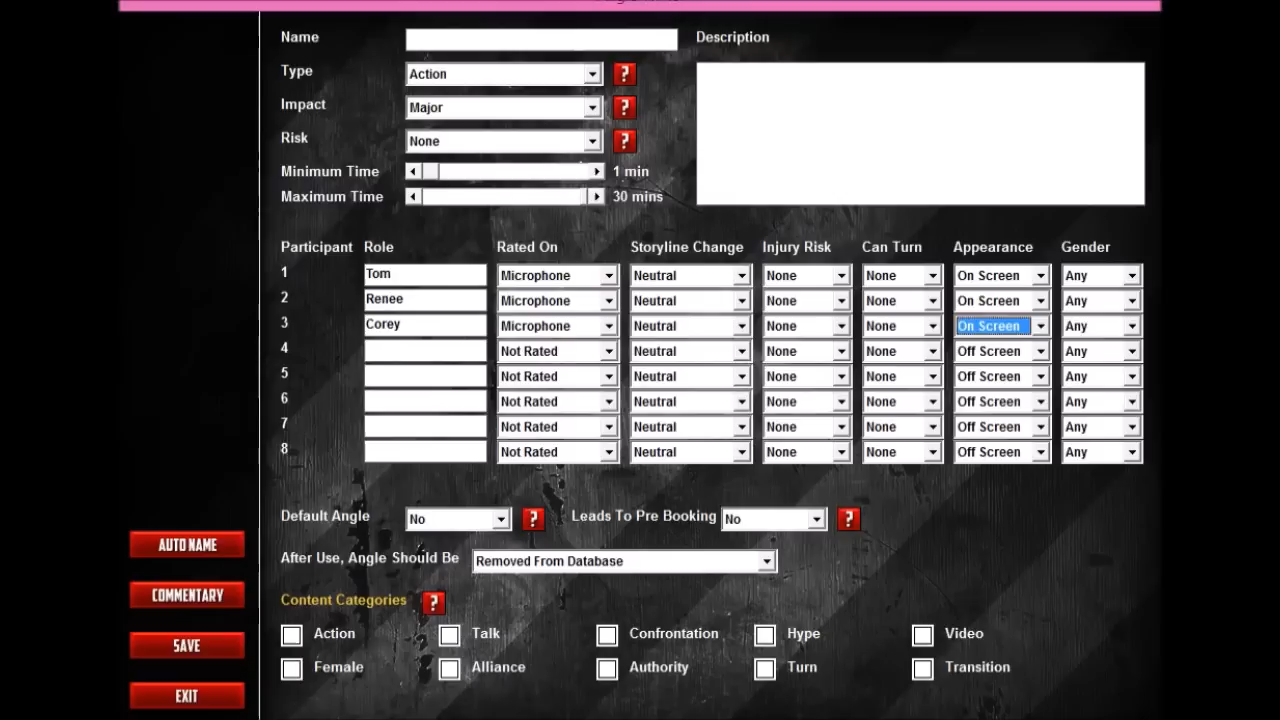 Name Description
Type Action ?
Impact Major ?
Risk None ?
Minimum Time 1 min
Maximum Time 30 mins
Participant Role Rated On Storyline Change Injury Risk Can Turn Appearance Gender
1 Tom Microphone Neutral None None On Screen Any
2 Renee Microphone Neutral None None On Screen Any
3 Corey Microphone Neutral None None On Screen Any
4 Not Rated Neutral None None Off Screen Any
5 Not Rated Neutral None None Off Screen Any
6 Not Rated Neutral None None Off Screen Any
7 Not Rated Neutral None None Off Screen Any
8 Not Rated Neutral None None Off Screen Any
Default Angle No ? Leads To Pre Booking No ?
AUTO NAME
After Use, Angle Should Be Removed From Database
COMMENTARY
Content Categories ?
Action Talk Confrontation Hype Video
SAVE
Female Alliance Authority Turn Transition
EXIT